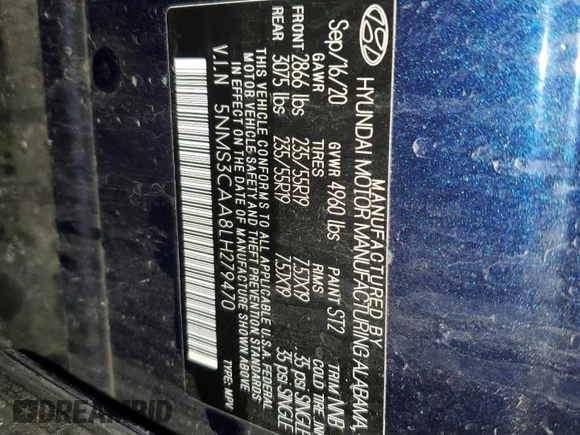 MANUFACTURED BY
HYUNDAI MOTOR MANUFACTURING ALABAMA,
Sep/16/20 GVWR 4960 lbs PAINT ST2 TRIM NNB
GAWR TIRES RIMS COLD TIRE IN
FRONT 2866 lbs 235/55R19 7.5JX19 35 psi SINGLE
REAR 3075 lbs 235/55R19 7.5JX19 35 psi SINGLE
THIS VEHICLE CONFORMS TO ALL APPLICABLE U.S.A. FEDERAL
MOTOR VEHICLE SAFETY AND THEFT PREVENTION STANDARDS
IN EFFECT ON THE DATE OF MANUFACTURE SHOWN ABOVE
V.I.N 5NMS3CAA8LH279470 TYPE: MPV
DREAMRID